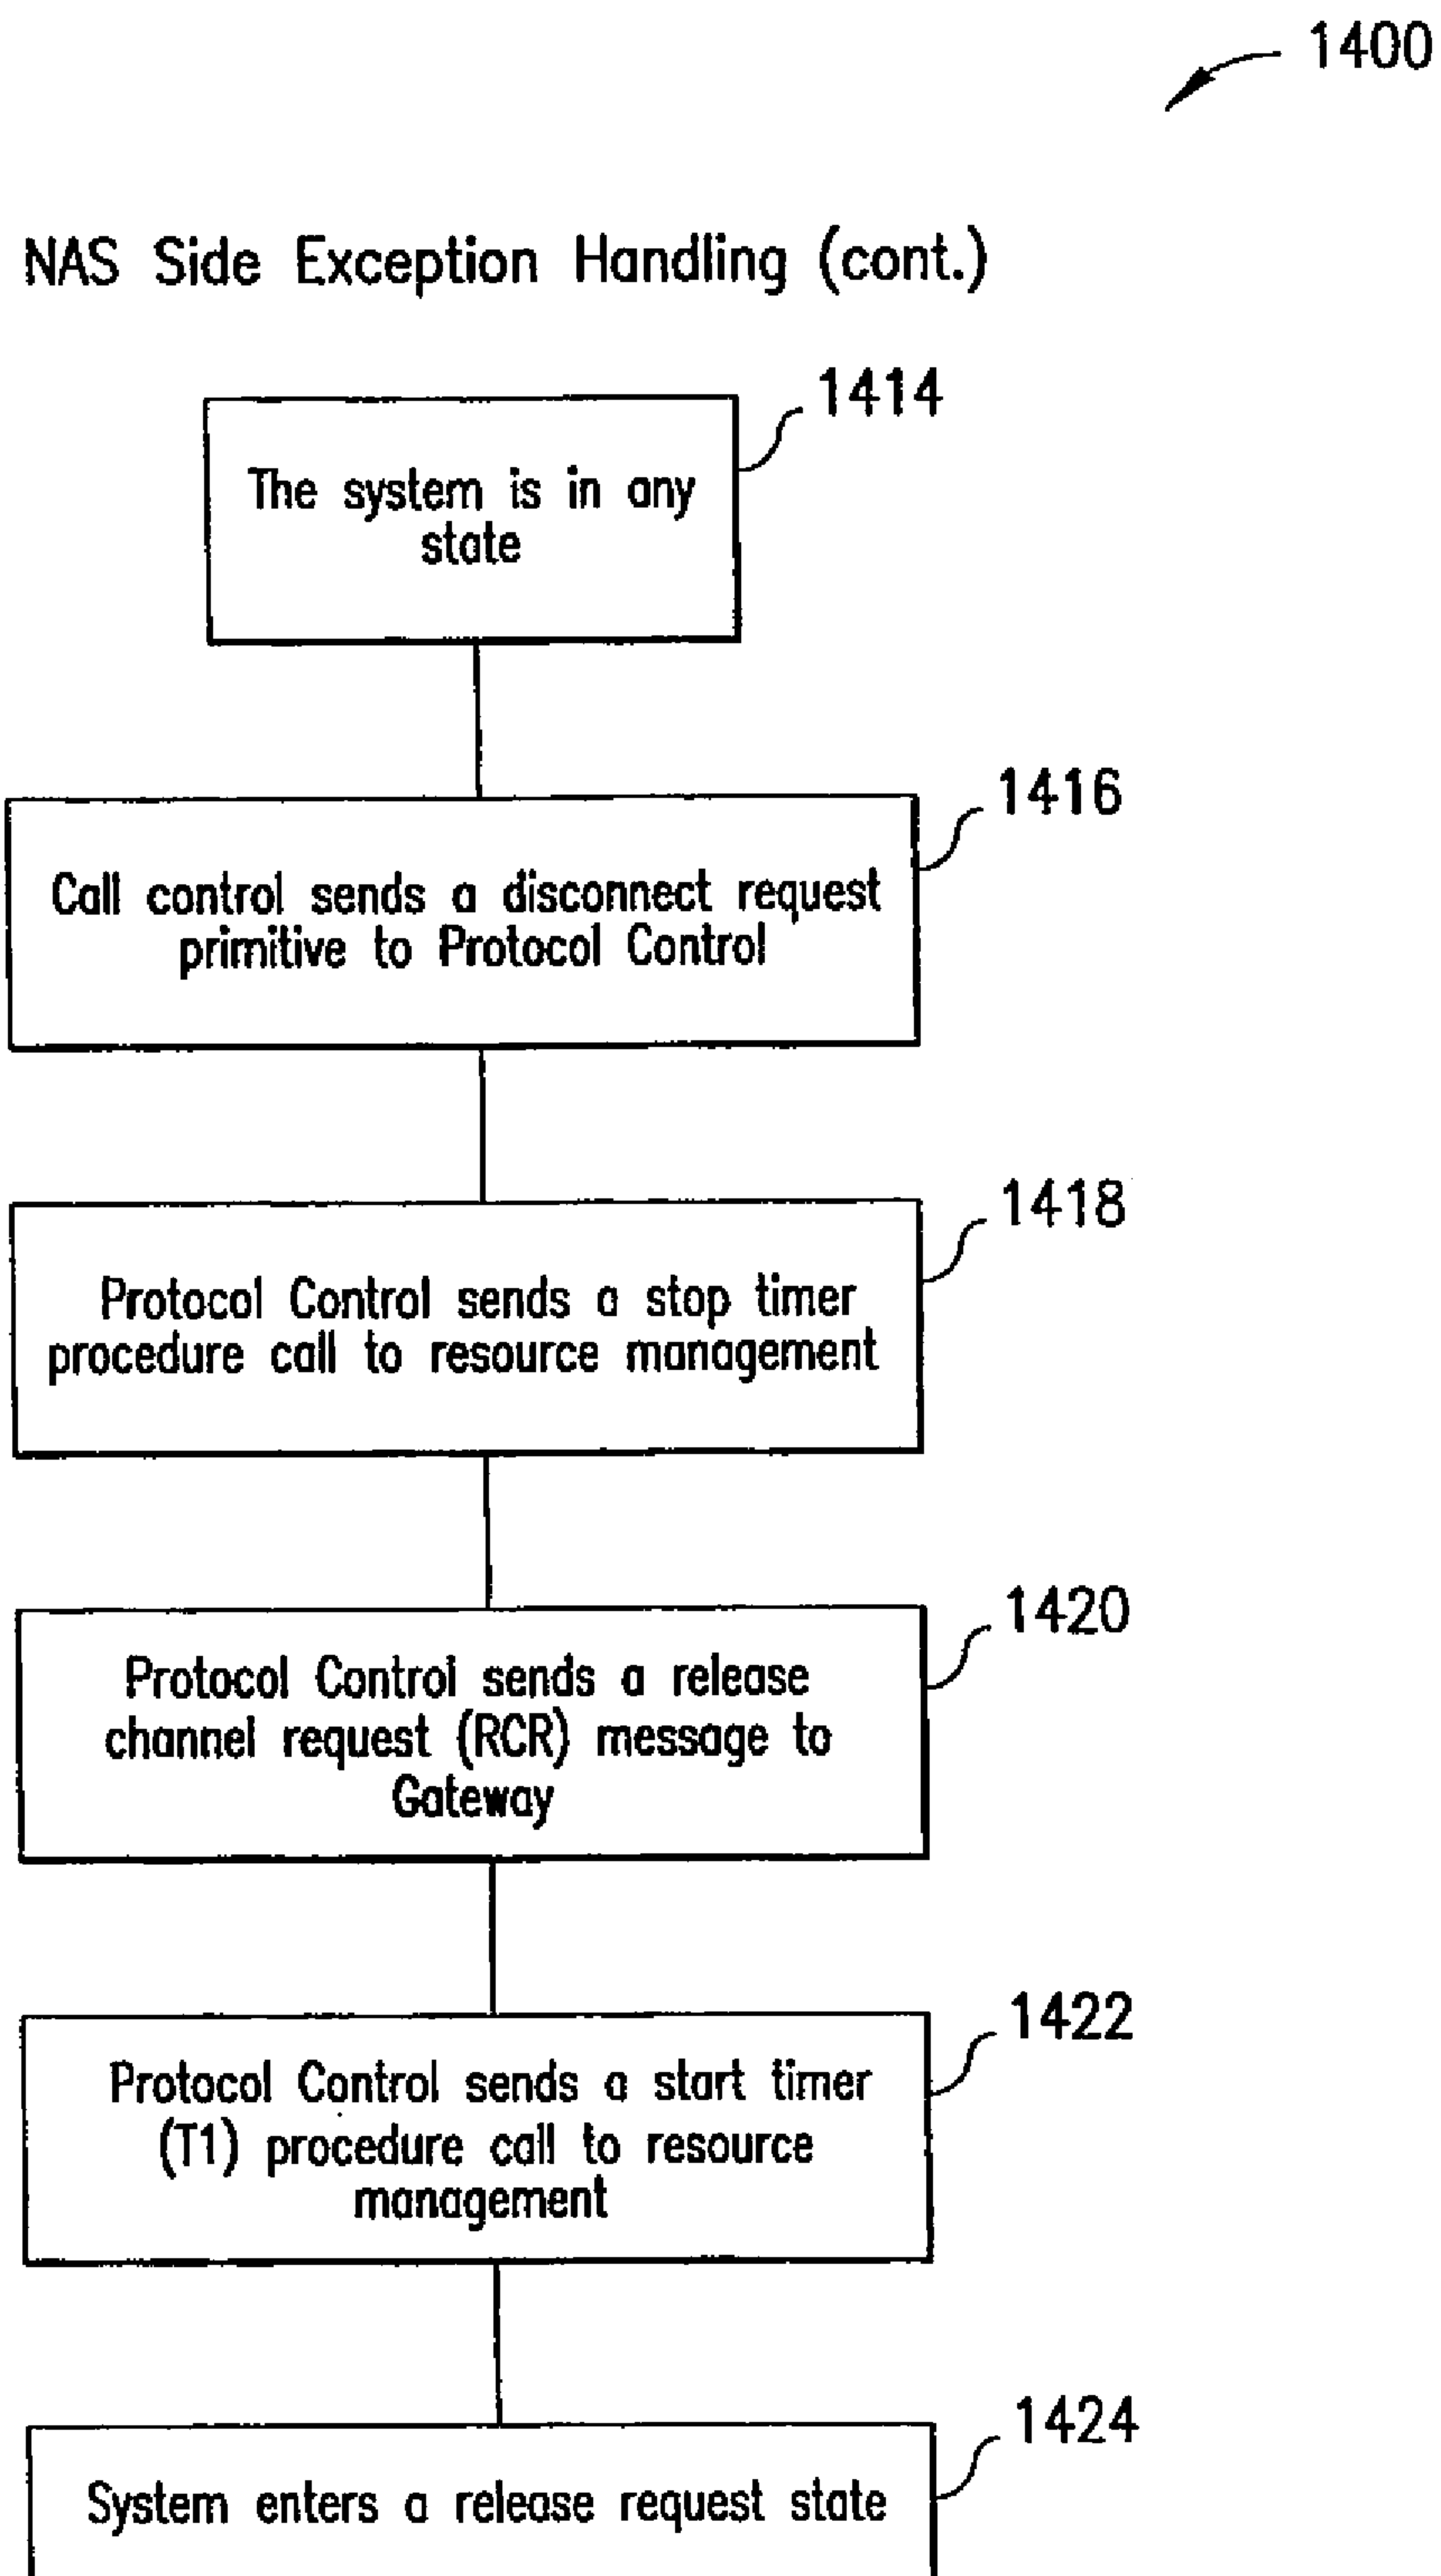 1400
NAS Side Exception Handling (cont.)
1414
The system is in any
state
1416
Call control sends a disconnect request
primitive to Protocol Control
1418
Protocol Control sends a stop timer
procedure call to resource management
1420
Protocol Control sends a release
channel request (RCR) message to
Gateway
1422
Protocol Control sends a start timer
(T1) procedure call to resource
management
1424
System enters a release request state